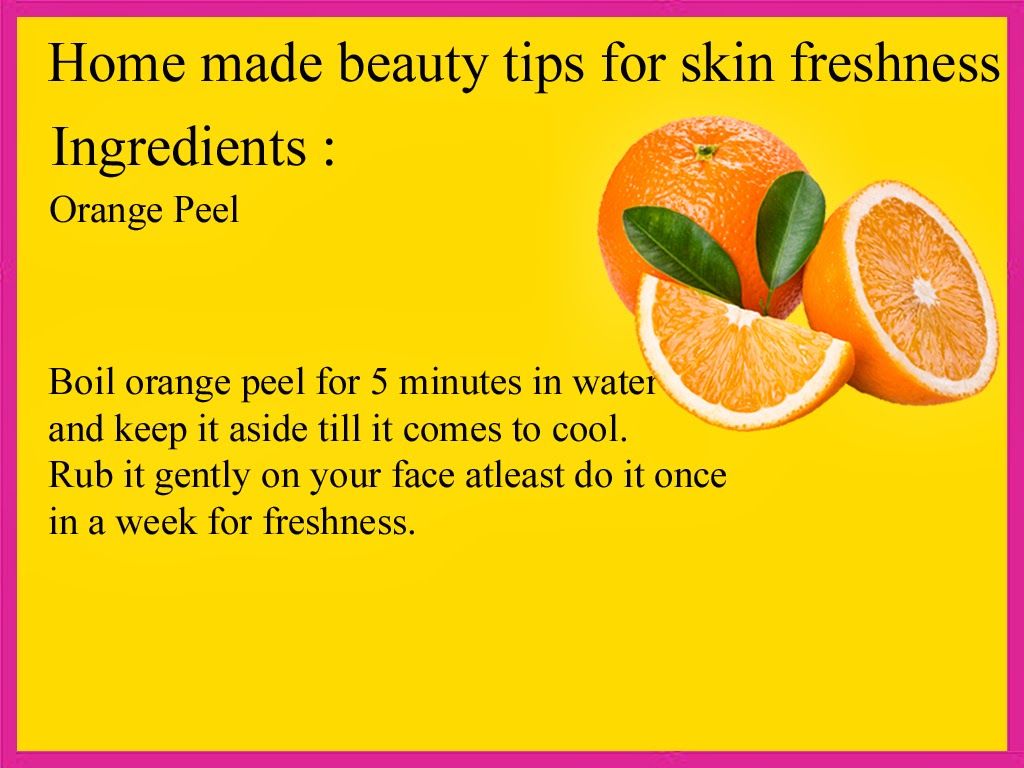 Home made beauty tips for skin freshness
Ingredients :
Orange Peel
Boil orange peel for 5 minutes in water
and keep it aside till it comes to cool.
Rub it gently on your face atleast do it once
in a week for freshness.